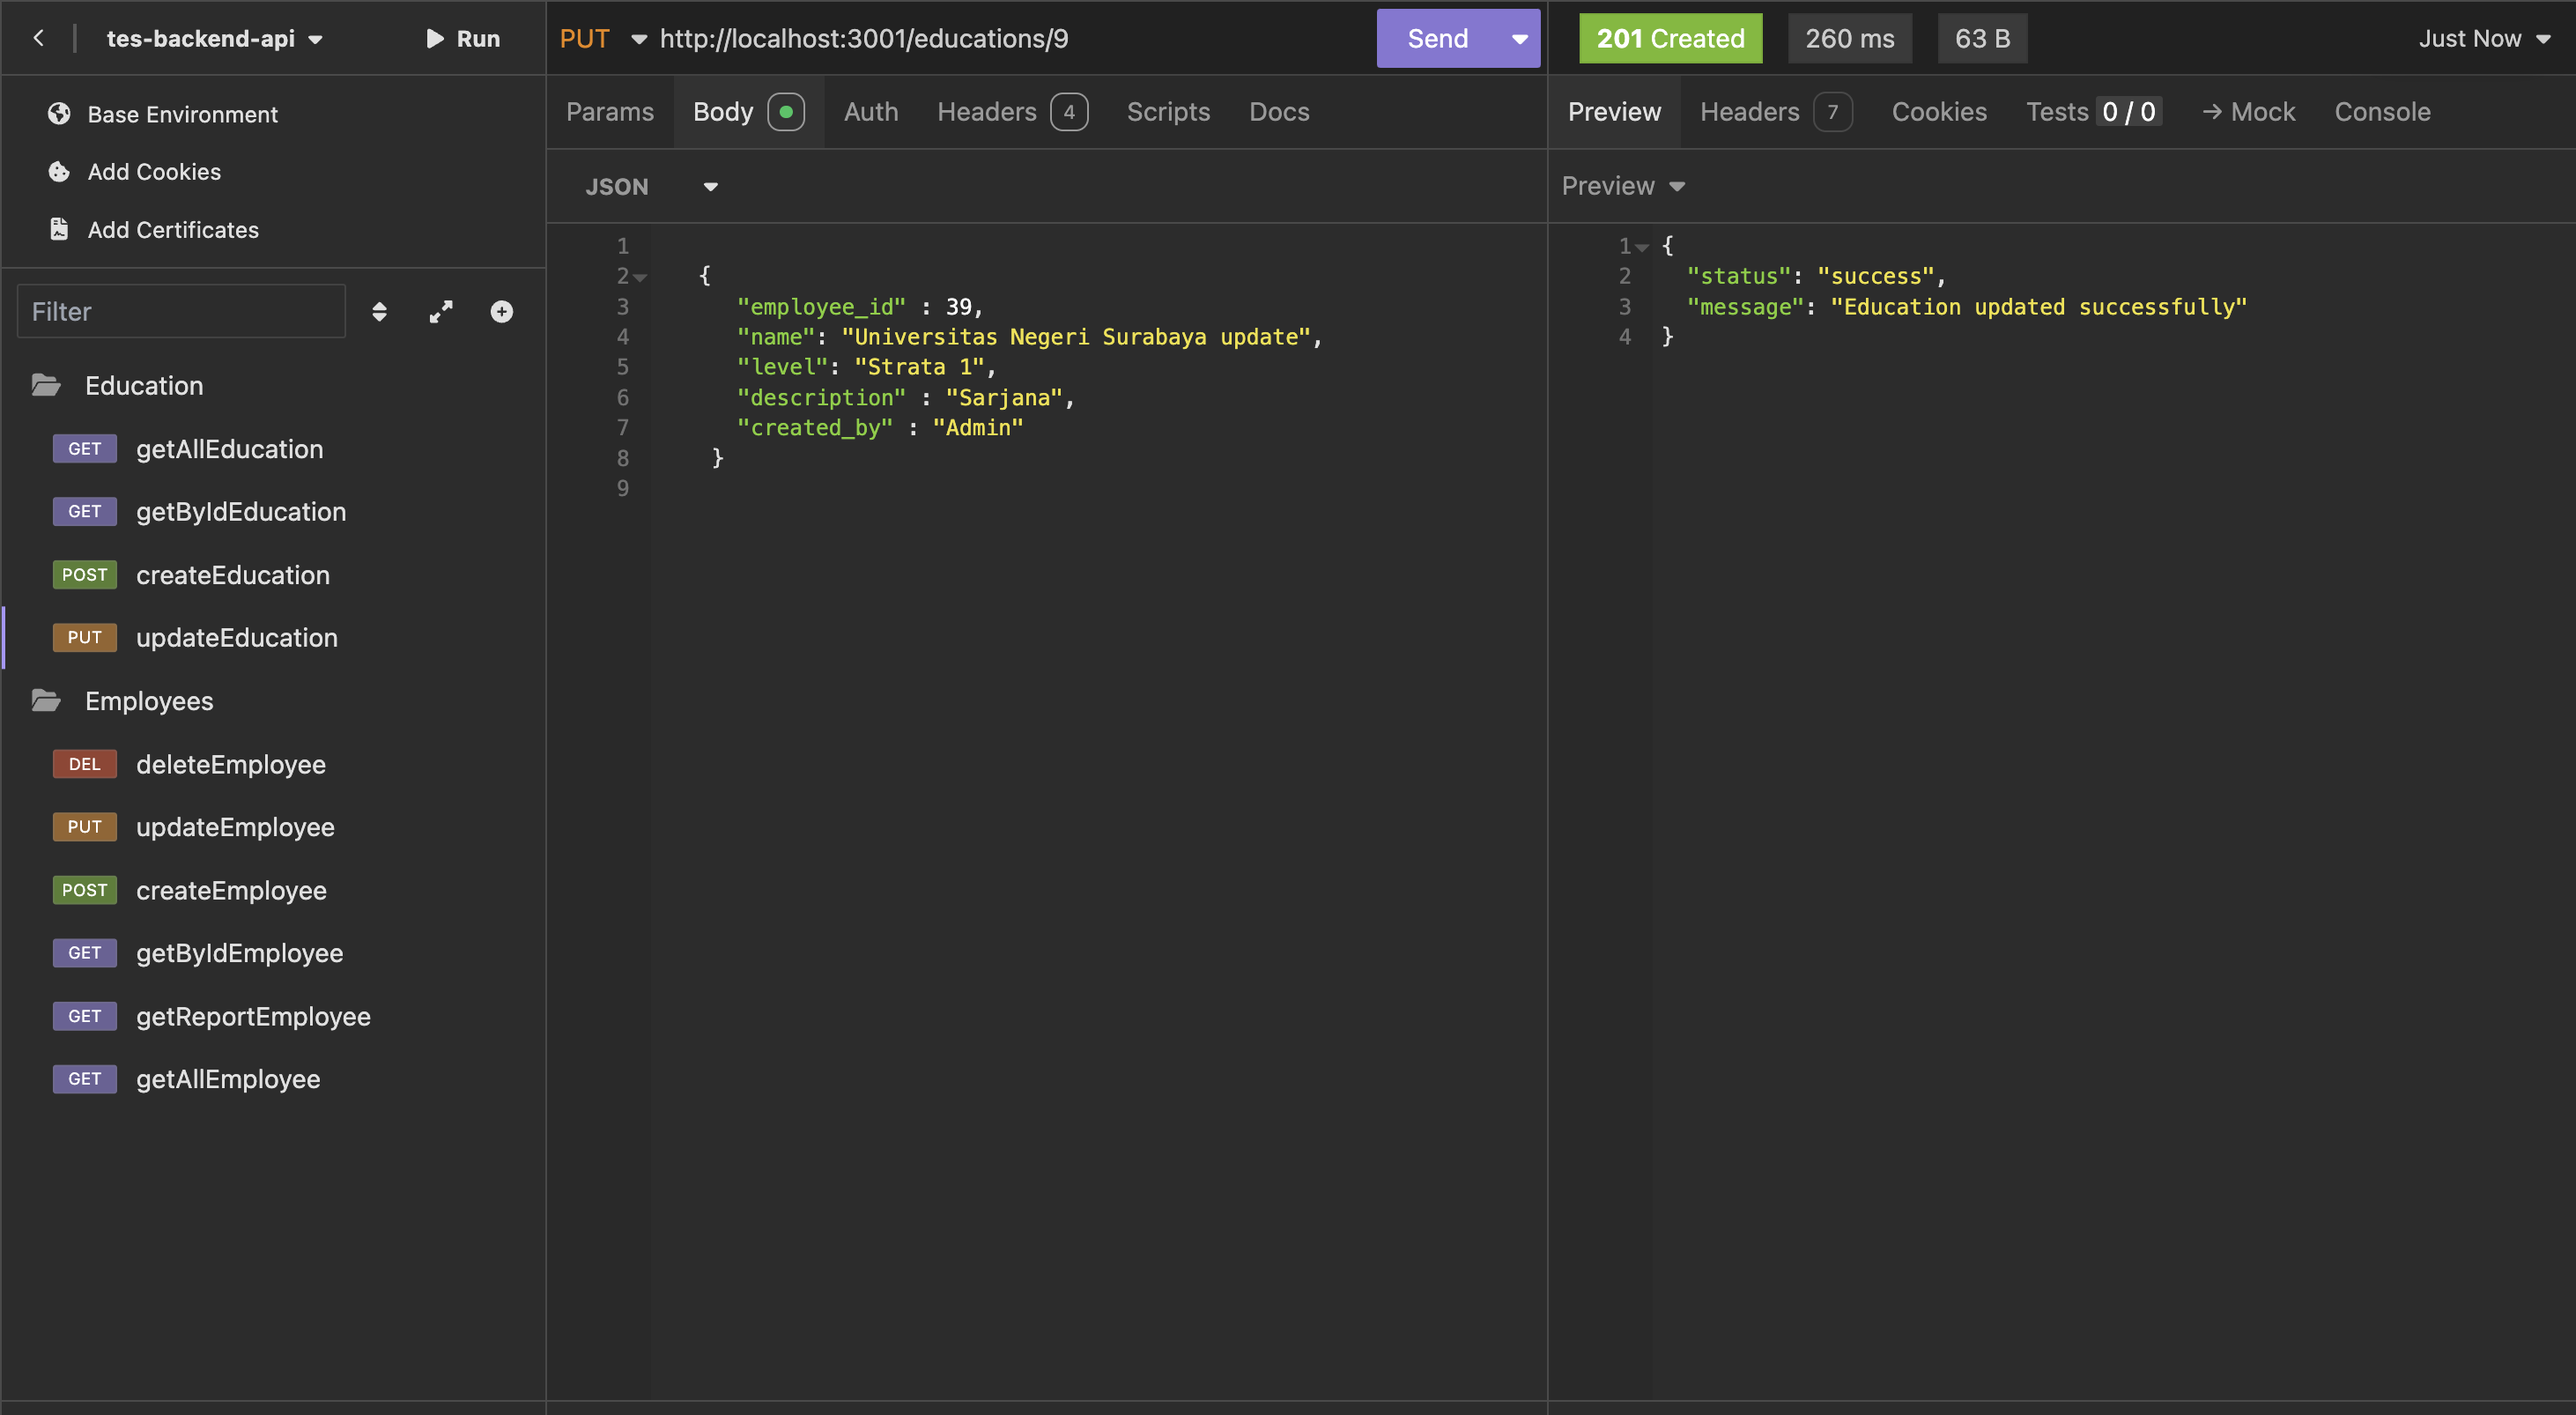 tes-backend-api
Run
Base Environment
Add Cookies
Add Certificates
Filter
Education
GET getAllEducation
GET getByIdEducation
POST createEducation
PUT updateEducation
Employees
DEL deleteEmployee
PUT updateEmployee
POST createEmployee
GET getByIdEmployee
GET getReportEmployee
GET getAllEmployee
PUT http://localhost:3001/educations/9 Send
Params Body Auth Headers 4 Scripts Docs
JSON
1
2 {
3 "employee_id" : 39,
4 "name": "Universitas Negeri Surabaya update",
5 "level": "Strata 1",
6 "description" : "Sarjana",
7 "created_by" : "Admin"
8 }
9
201 Created 260 ms 63 B Just Now
Preview Headers 7 Cookies Tests 0 / 0 → Mock Console
Preview
1 {
2 "status": "success",
3 "message": "Education updated successfully"
4 }